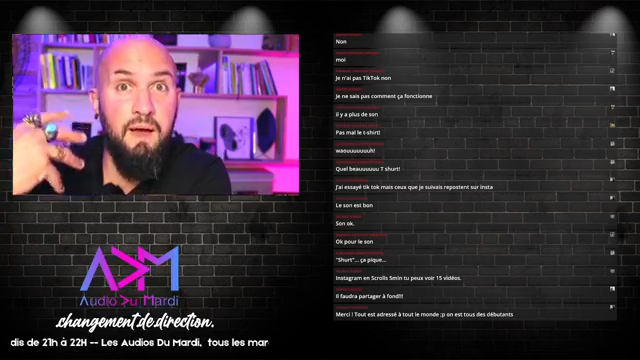 Non
moi
Je n'ai pas TikTok non
Je ne sais pas comment ça fonctionne
il y a plus de son
Pas mal le t-shirt!
waouuuuuuuh!
Quel beauuuuuu T shurt!
J'ai essayé tik tok mais ceux que je suivais repostent sur insta
Le son est bon
Son ok.
Ok pour le son
"Shurt"... ça pique...
Instagram en Scrolls 5min tu peux voir 15 vidéos.
Il faudra partager à fond!!!
Merci ! Tout est adressé à tout le monde ;p on est tous des débutants
ADM
Audio Du Mardi
.changement.de.direction.
dis de 21h à 22H -- Les Audios Du Mardi, tous les mar